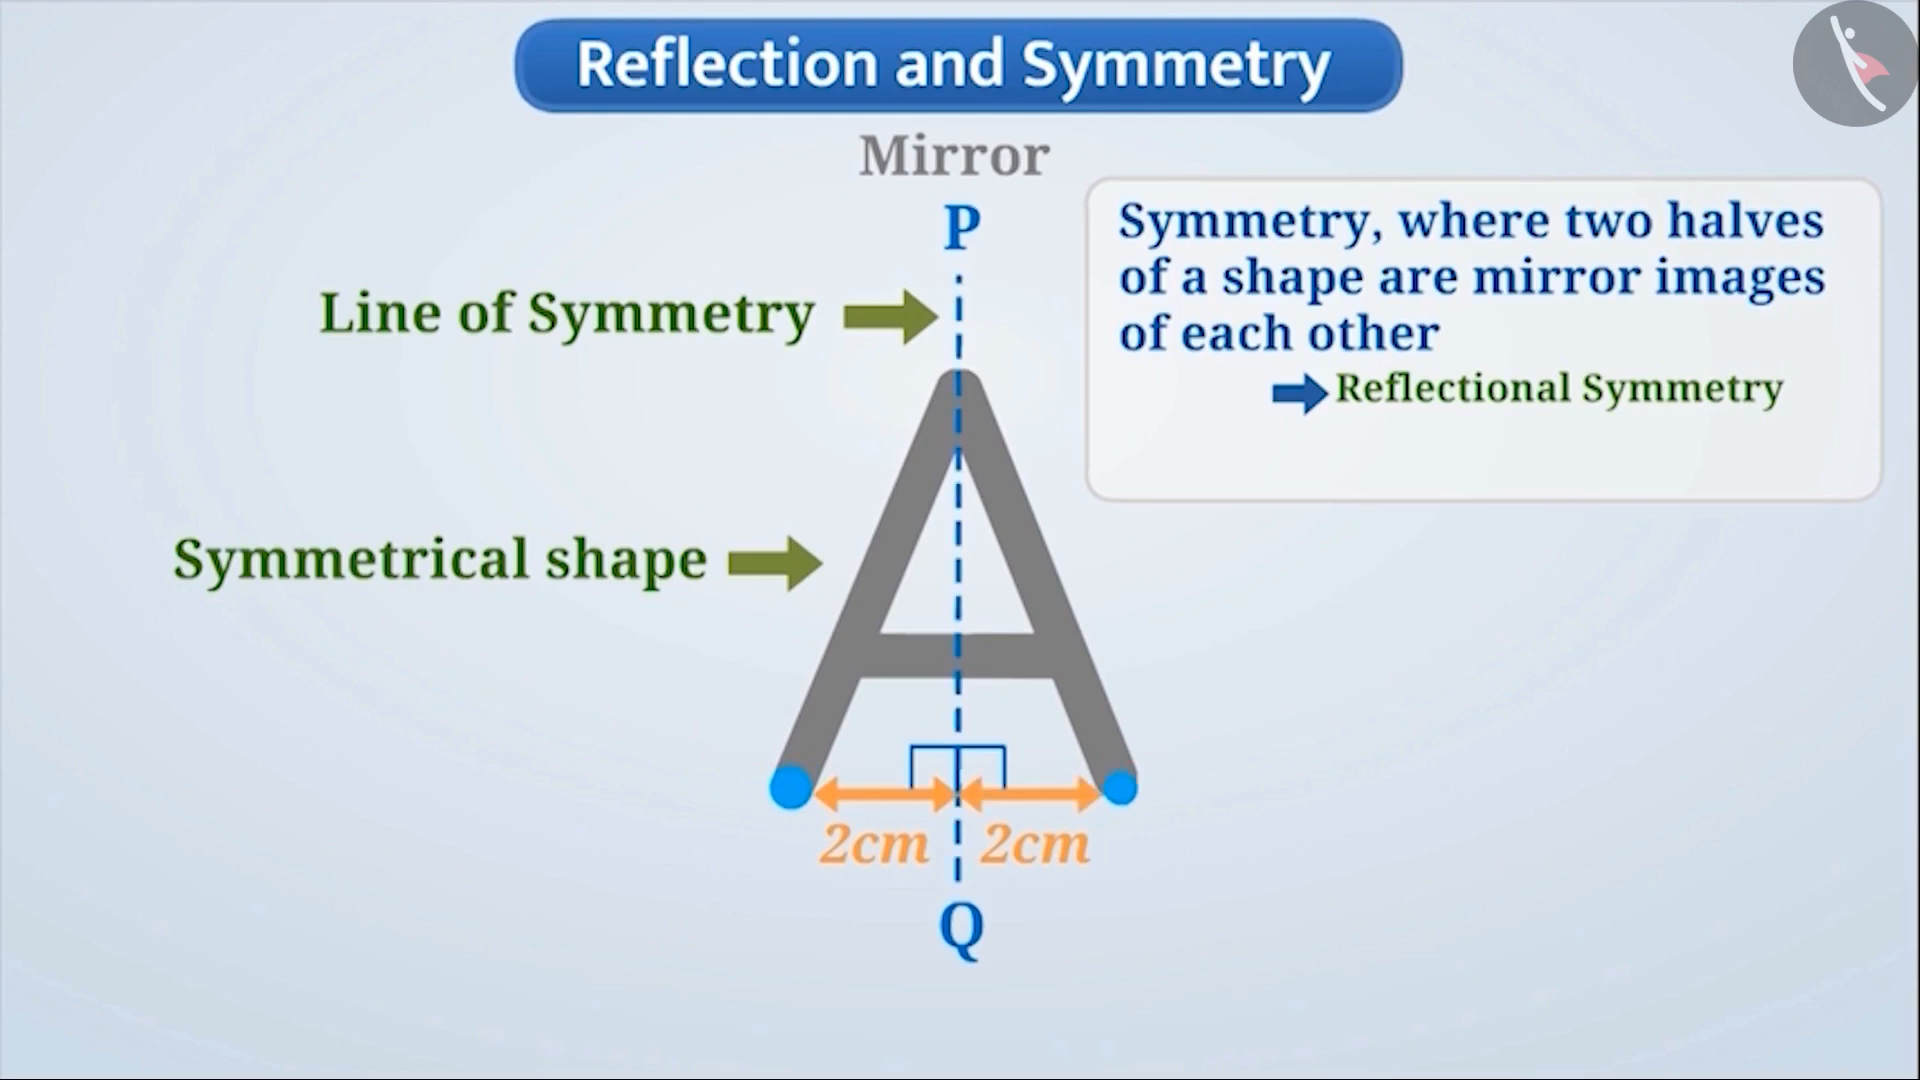 Reflection and Symmetry
Mirror
P
Symmetry, where two halves
of a shape are mirror images
of each other
Reflectional Symmetry
Line of Symmetry
Symmetrical shape
2cm 2cm
Q